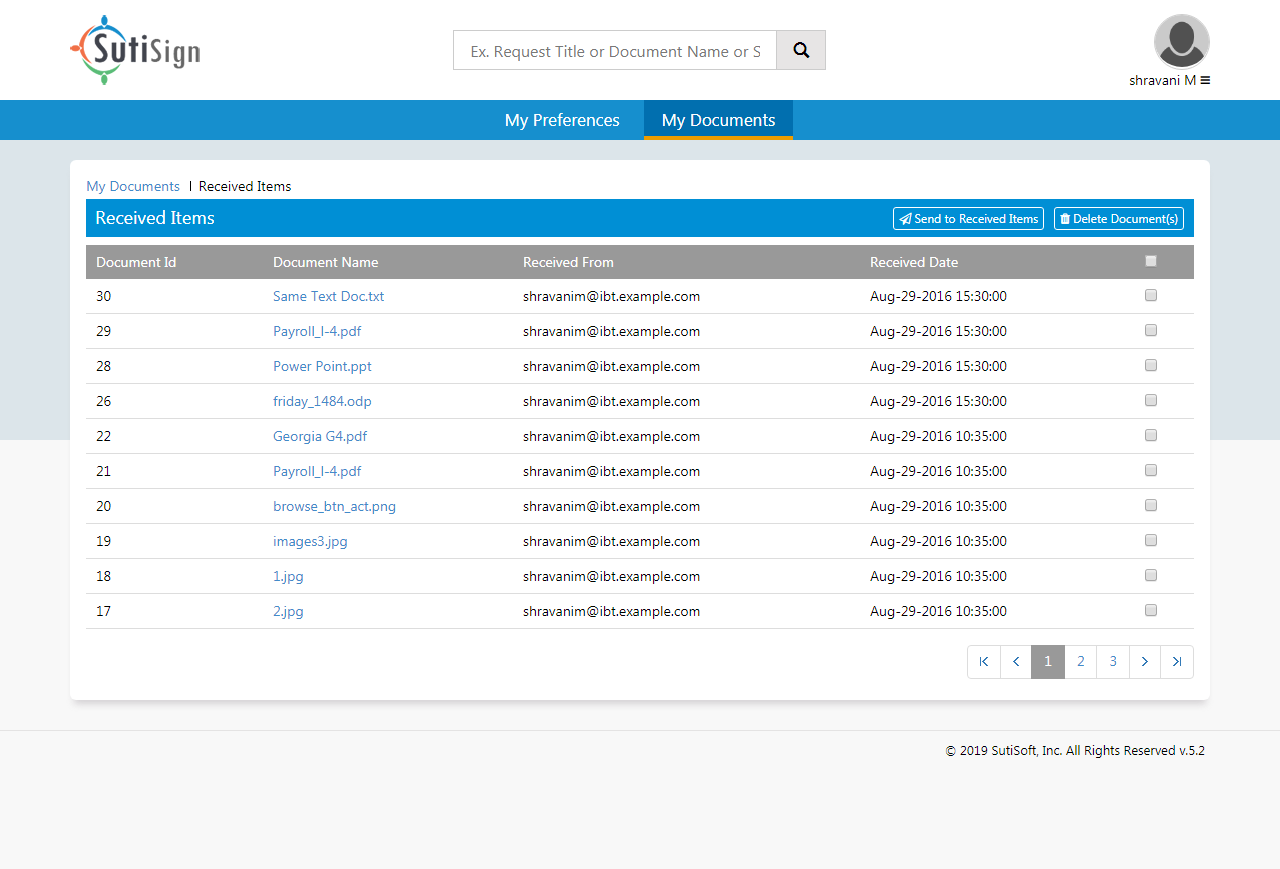 SutiSign
Ex. Request Title or Document Name or S
shravani M
My Preferences My Documents
My Documents I Received Items
Received Items Send to Received Items Delete Document(s)
Document Id Document Name Received From Received Date
30 Same Text Doc.txt shravanim@ibt.example.com Aug-29-2016 15:30:00
29 Payroll_I-4.pdf shravanim@ibt.example.com Aug-29-2016 15:30:00
28 Power Point.ppt shravanim@ibt.example.com Aug-29-2016 15:30:00
26 friday_1484.odp shravanim@ibt.example.com Aug-29-2016 15:30:00
22 Georgia G4.pdf shravanim@ibt.example.com Aug-29-2016 10:35:00
21 Payroll_I-4.pdf shravanim@ibt.example.com Aug-29-2016 10:35:00
20 browse_btn_act.png shravanim@ibt.example.com Aug-29-2016 10:35:00
19 images3.jpg shravanim@ibt.example.com Aug-29-2016 10:35:00
18 1.jpg shravanim@ibt.example.com Aug-29-2016 10:35:00
17 2.jpg shravanim@ibt.example.com Aug-29-2016 10:35:00
1 2 3
© 2019 SutiSoft, Inc. All Rights Reserved v.5.2